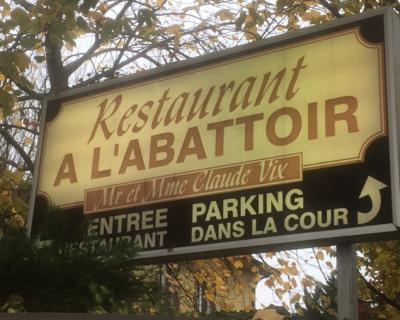 Restaurant
A L'ABATTOIR
Mr et Mme Claude Vix
ENTREE
RESTAURANT
PARKING
DANS LA COUR